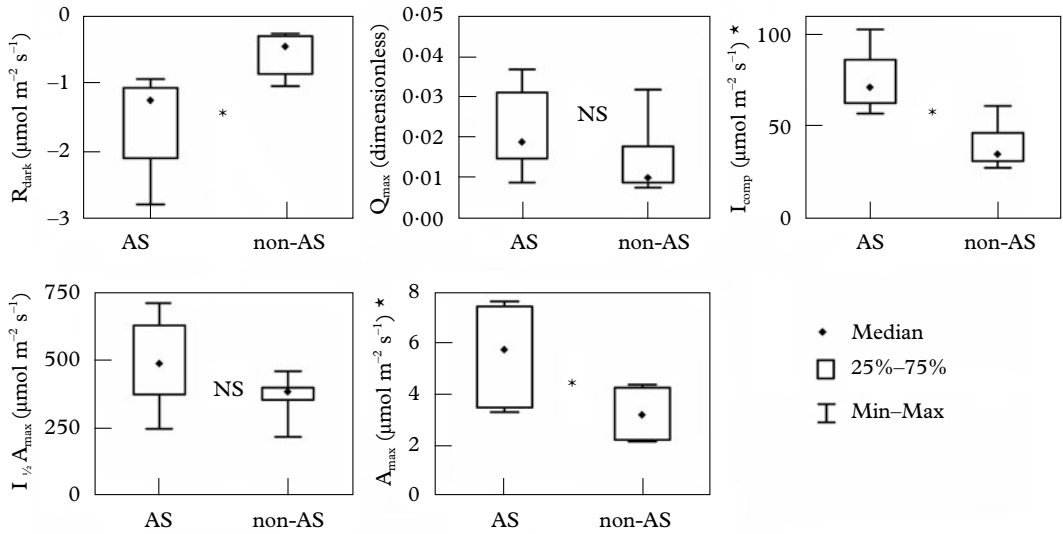 R_dark (µmol m⁻² s⁻¹)
0
−1
−2
−3
*
AS non-AS
Q_max (dimensionless)
0·05
0·04
0·03
0·02
0·01
0·00
NS
AS non-AS
I_comp (µmol m⁻² s⁻¹) ★
100
50
0
*
AS non-AS
I ½ A_max (µmol m⁻² s⁻¹)
750
500
250
0
NS
AS non-AS
A_max (µmol m⁻² s⁻¹) ★
8
6
4
2
0
*
AS non-AS
Median
25%–75%
Min–Max